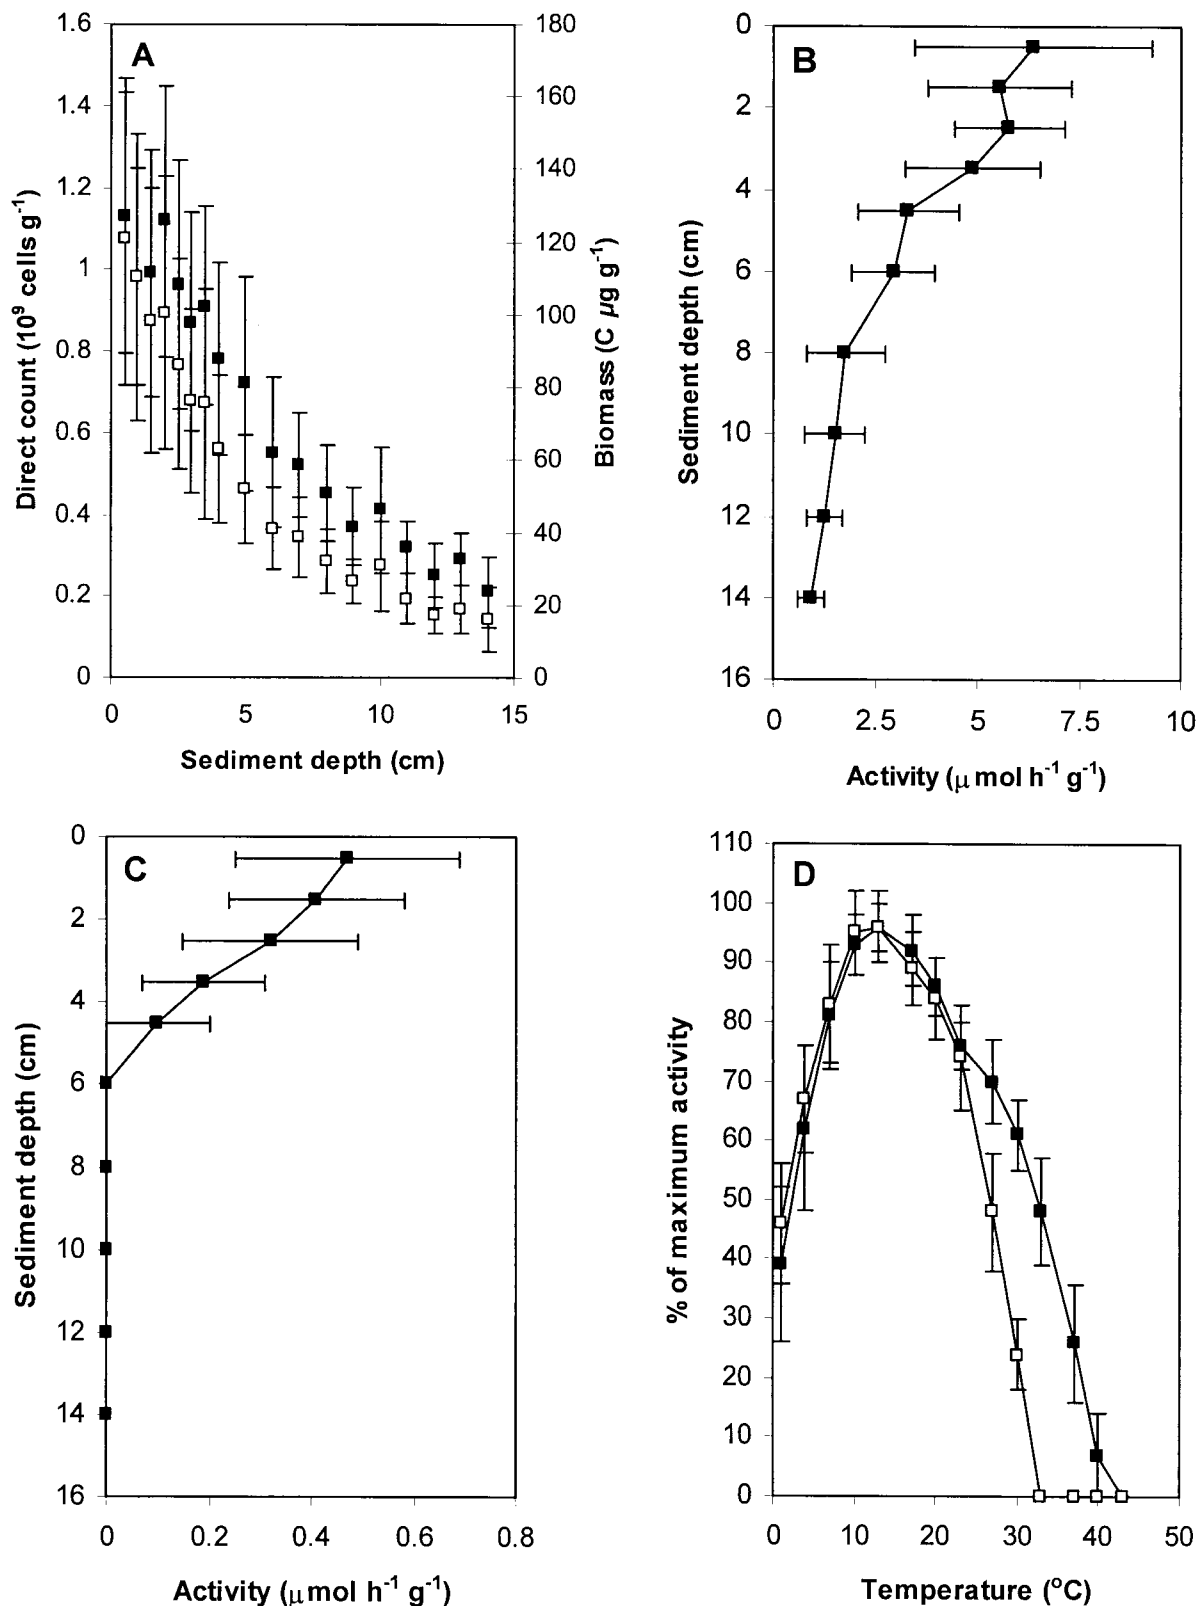 A
1.6
1.4
1.2
1
0.8
0.6
0.4
0.2
0
Direct count (10⁹ cells g⁻¹)
180
160
140
120
100
80
60
40
20
0
Biomass (C µg g⁻¹)
0 5 10 15
Sediment depth (cm)
B
0
2
4
6
8
10
12
14
16
Sediment depth (cm)
0 2.5 5 7.5 10
Activity (µ mol h⁻¹ g⁻¹)
C
0
2
4
6
8
10
12
14
16
Sediment depth (cm)
0 0.2 0.4 0.6 0.8
Activity (µ mol h⁻¹ g⁻¹)
D
110
100
90
80
70
60
50
40
30
20
10
0
% of maximum activity
0 10 20 30 40 50
Temperature (°C)